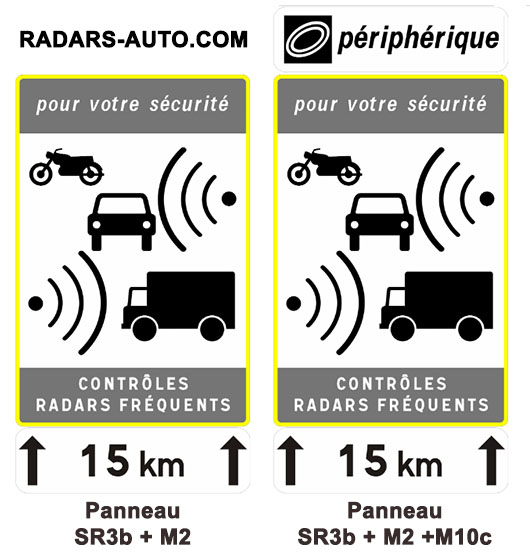 RADARS-AUTO.COM
pour votre sécurité
CONTRÔLES
RADARS FRÉQUENTS
15 km
Panneau
SR3b + M2
périphérique
pour votre sécurité
CONTRÔLES
RADARS FRÉQUENTS
15 km
Panneau
SR3b + M2 +M10c